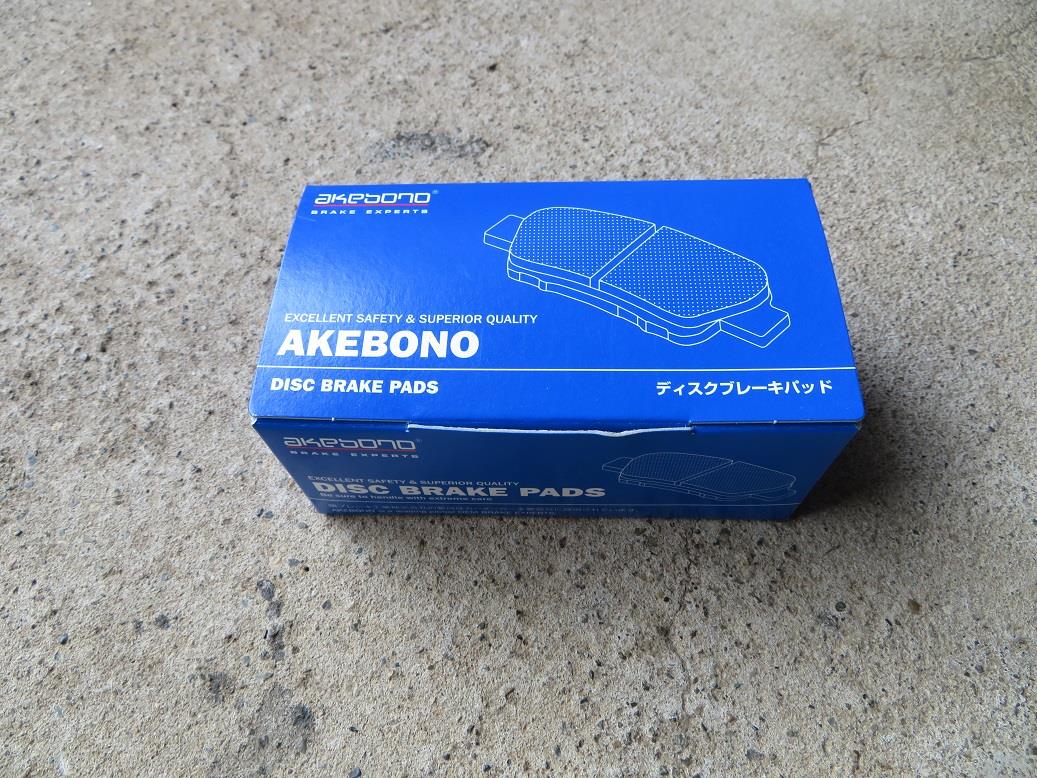 akebono®
BRAKE EXPERTS
EXCELLENT SAFETY & SUPERIOR QUALITY
AKEBONO
DISC BRAKE PADS
ディスクブレーキパッド
akebono
BRAKE EXPERTS
EXCELLENT SAFETY & SUPERIOR QUALITY
DISC BRAKE PADS
Be sure to handle with extreme care